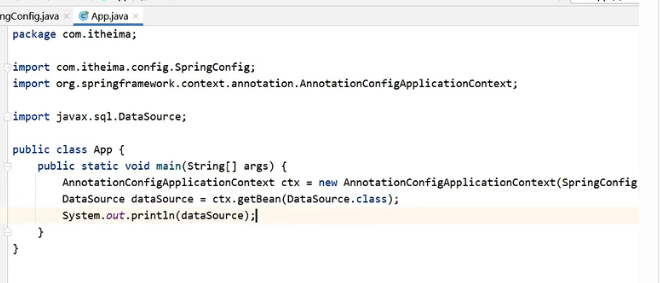 ngConfig.java App.java
package com.itheima;
import com.itheima.config.SpringConfig;
import org.springframework.context.annotation.AnnotationConfigApplicationContext;
import javax.sql.DataSource;
public class App {
public static void main(String[] args) {
AnnotationConfigApplicationContext ctx = new AnnotationConfigApplicationContext(SpringConfig
DataSource dataSource = ctx.getBean(DataSource.class);
System.out.println(dataSource);
}
}